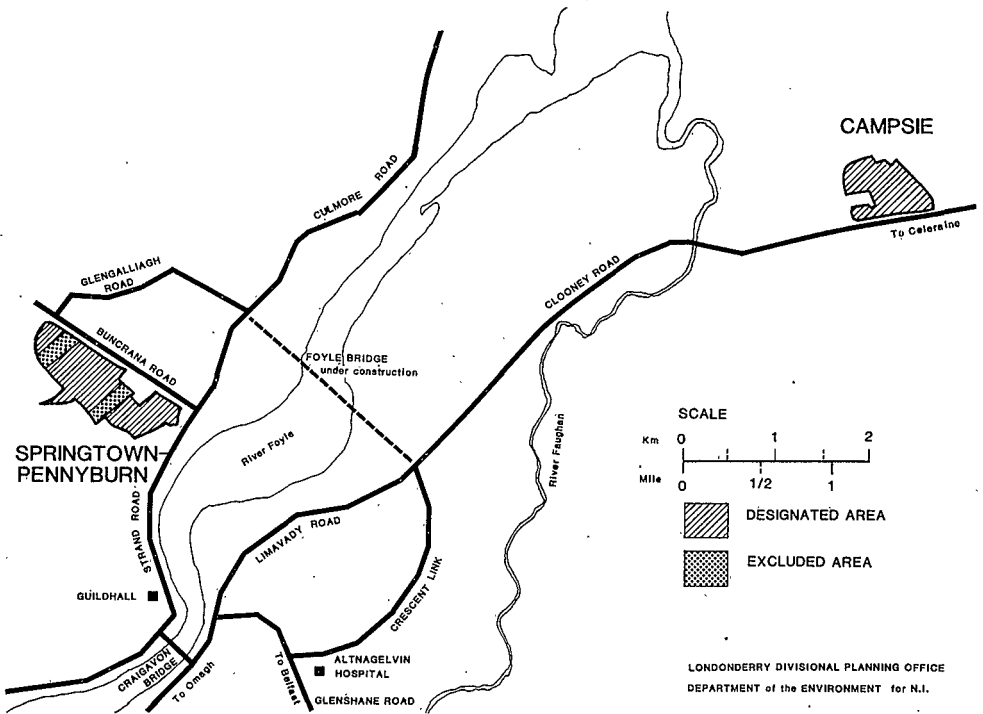 CAMPSIE
To Coleraine
CULMORE ROAD
GLENGALLIAGH
ROAD
BUNCRANA ROAD
CLOONEY ROAD
FOYLE BRIDGE
under construction
SPRINGTOWN-
PENNYBURN
River Foyle
River Faughan
STRAND ROAD
LIMAVADY ROAD
CRESCENT LINK
GUILDHALL
CRAIGAVON
BRIDGE
To Omagh
To Belfast
ALTNAGELVIN
HOSPITAL
GLENSHANE ROAD
SCALE
Km 0 1 2
Mile 0 1/2 1
DESIGNATED AREA
EXCLUDED AREA
LONDONDERRY DIVISIONAL PLANNING OFFICE
DEPARTMENT of the ENVIRONMENT for N.I.